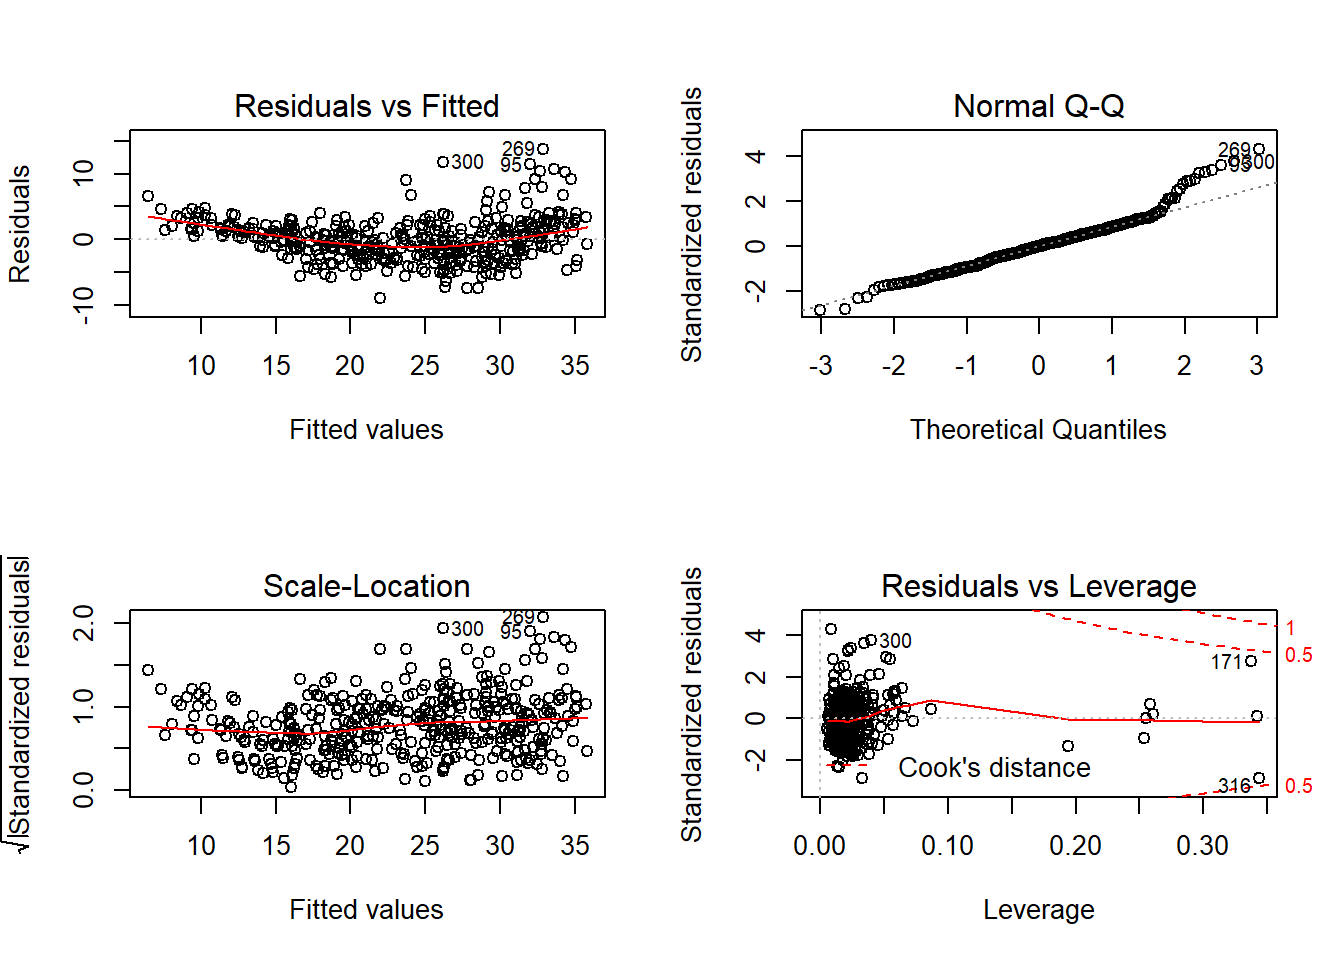 Residuals vs Fitted
Residuals
10
0
-10
269
300
95
10 15 20 25 30 35
Fitted values
Normal Q-Q
Standardized residuals
4
2
0
-2
269
95
300
-3 -2 -1 0 1 2 3
Theoretical Quantiles
Scale-Location
√|Standardized residuals|
2.0
1.0
0.0
269
300
95
10 15 20 25 30 35
Fitted values
Residuals vs Leverage
Standardized residuals
4
2
0
-2
300
171
316
Cook's distance
1
0.5
0.5
0.00 0.10 0.20 0.30
Leverage